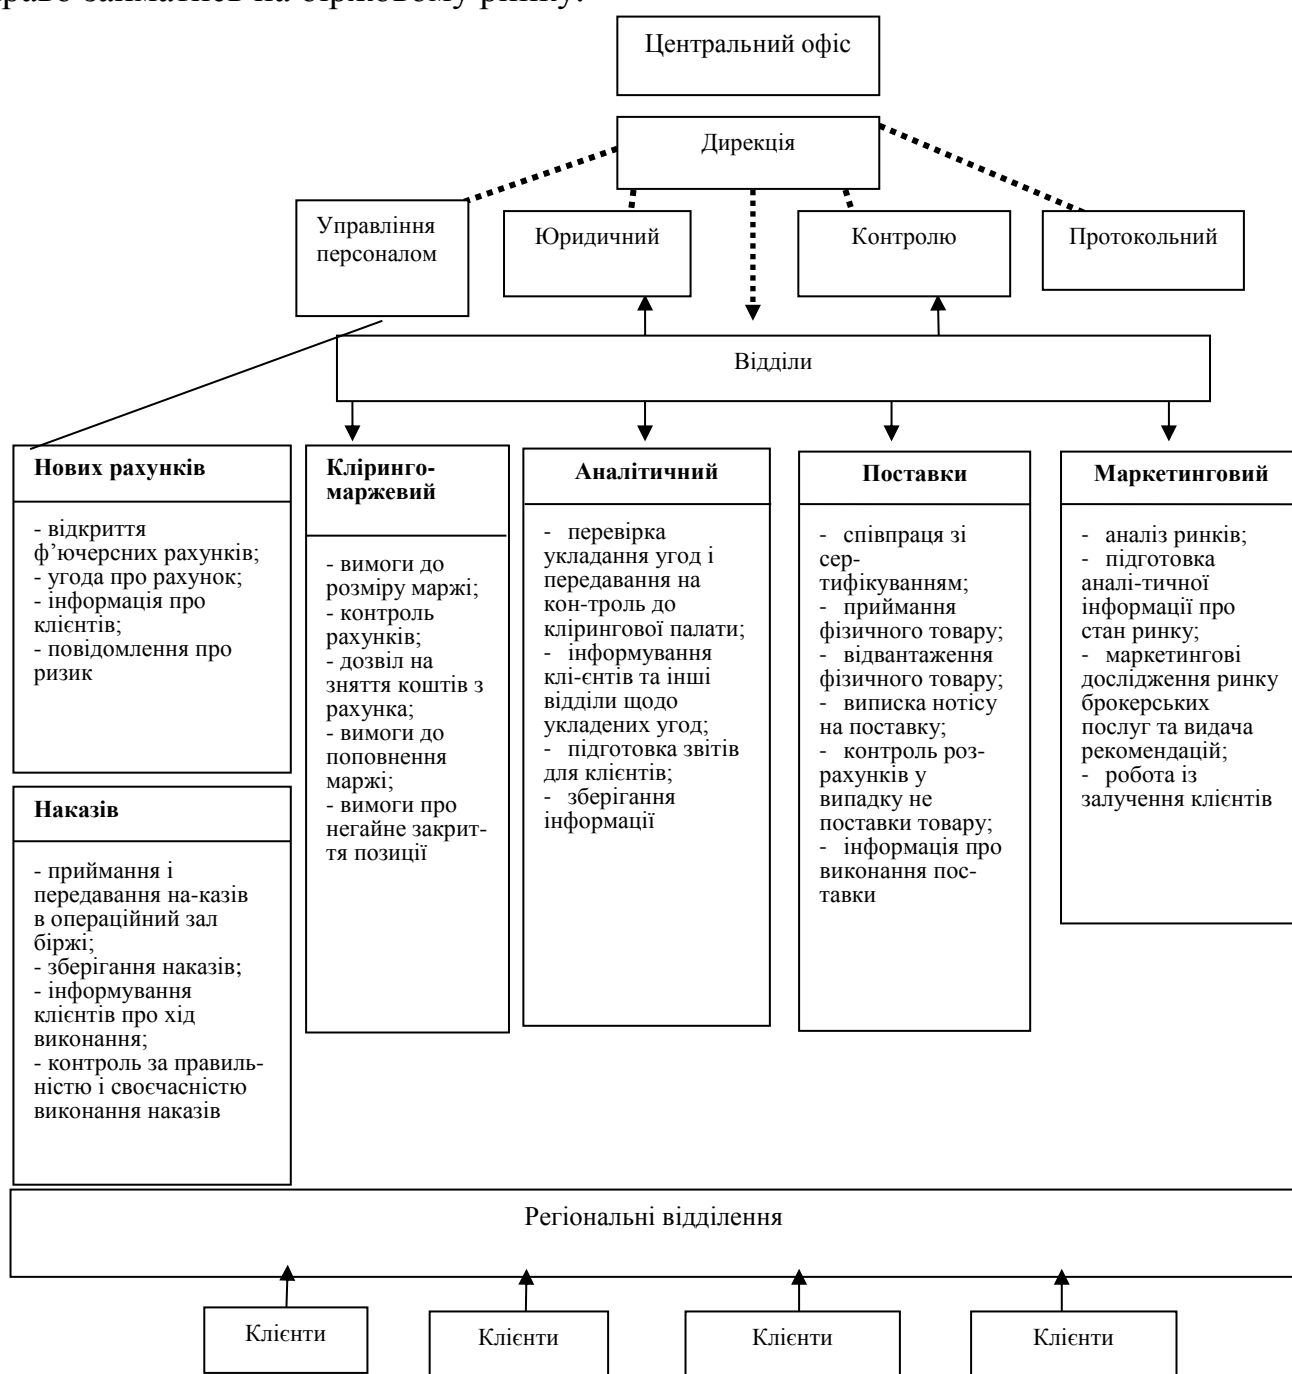 раво займатись на біржовому ринку.
Центральний офіс
Дирекція
Управління
персоналом
Юридичний
Контролю
Протокольний
Відділи
Нових рахунків
- відкриття
ф’ючерсних рахунків;
- угода про рахунок;
- інформація про
клієнтів;
- повідомлення про
ризик
Наказів
- приймання і
передавання на-казів
в операційний зал
біржі;
- зберігання наказів;
- інформування
клієнтів про хід
виконання;
- контроль за правиль-
ністю і своєчасністю
виконання наказів
Клірингo-
маржевий
- вимоги до
розміру маржі;
- контроль
рахунків;
- дозвіл на
зняття коштів з
рахунка;
- вимоги до
поповнення
маржі;
- вимоги про
негайне закрит-
тя позиції
Аналітичний
- перевірка
укладання угод і
передавання на
кон-троль до
клірингової палати;
- інформування
клі-єнтів та інші
відділи щодо
укладених угод;
- підготовка звітів
для клієнтів;
- зберігання
інформації
Поставки
- співпраця зі
сер-
тифікуванням;
- приймання
фізичного товару;
- відвантаження
фізичного товару;
- виписка нотісу
на поставку;
- контроль роз-
рахунків у
випадку не
поставки товару;
- інформація про
виконання пос-
тавки
Маркетинговий
- аналіз ринків;
- підготовка
аналі-тичної
інформації про
стан ринку;
- маркетингові
дослідження ринку
брокерських
послуг та видача
рекомендацій;
- робота із
залучення клієнтів
Регіональні відділення
Клієнти
Клієнти
Клієнти
Клієнти